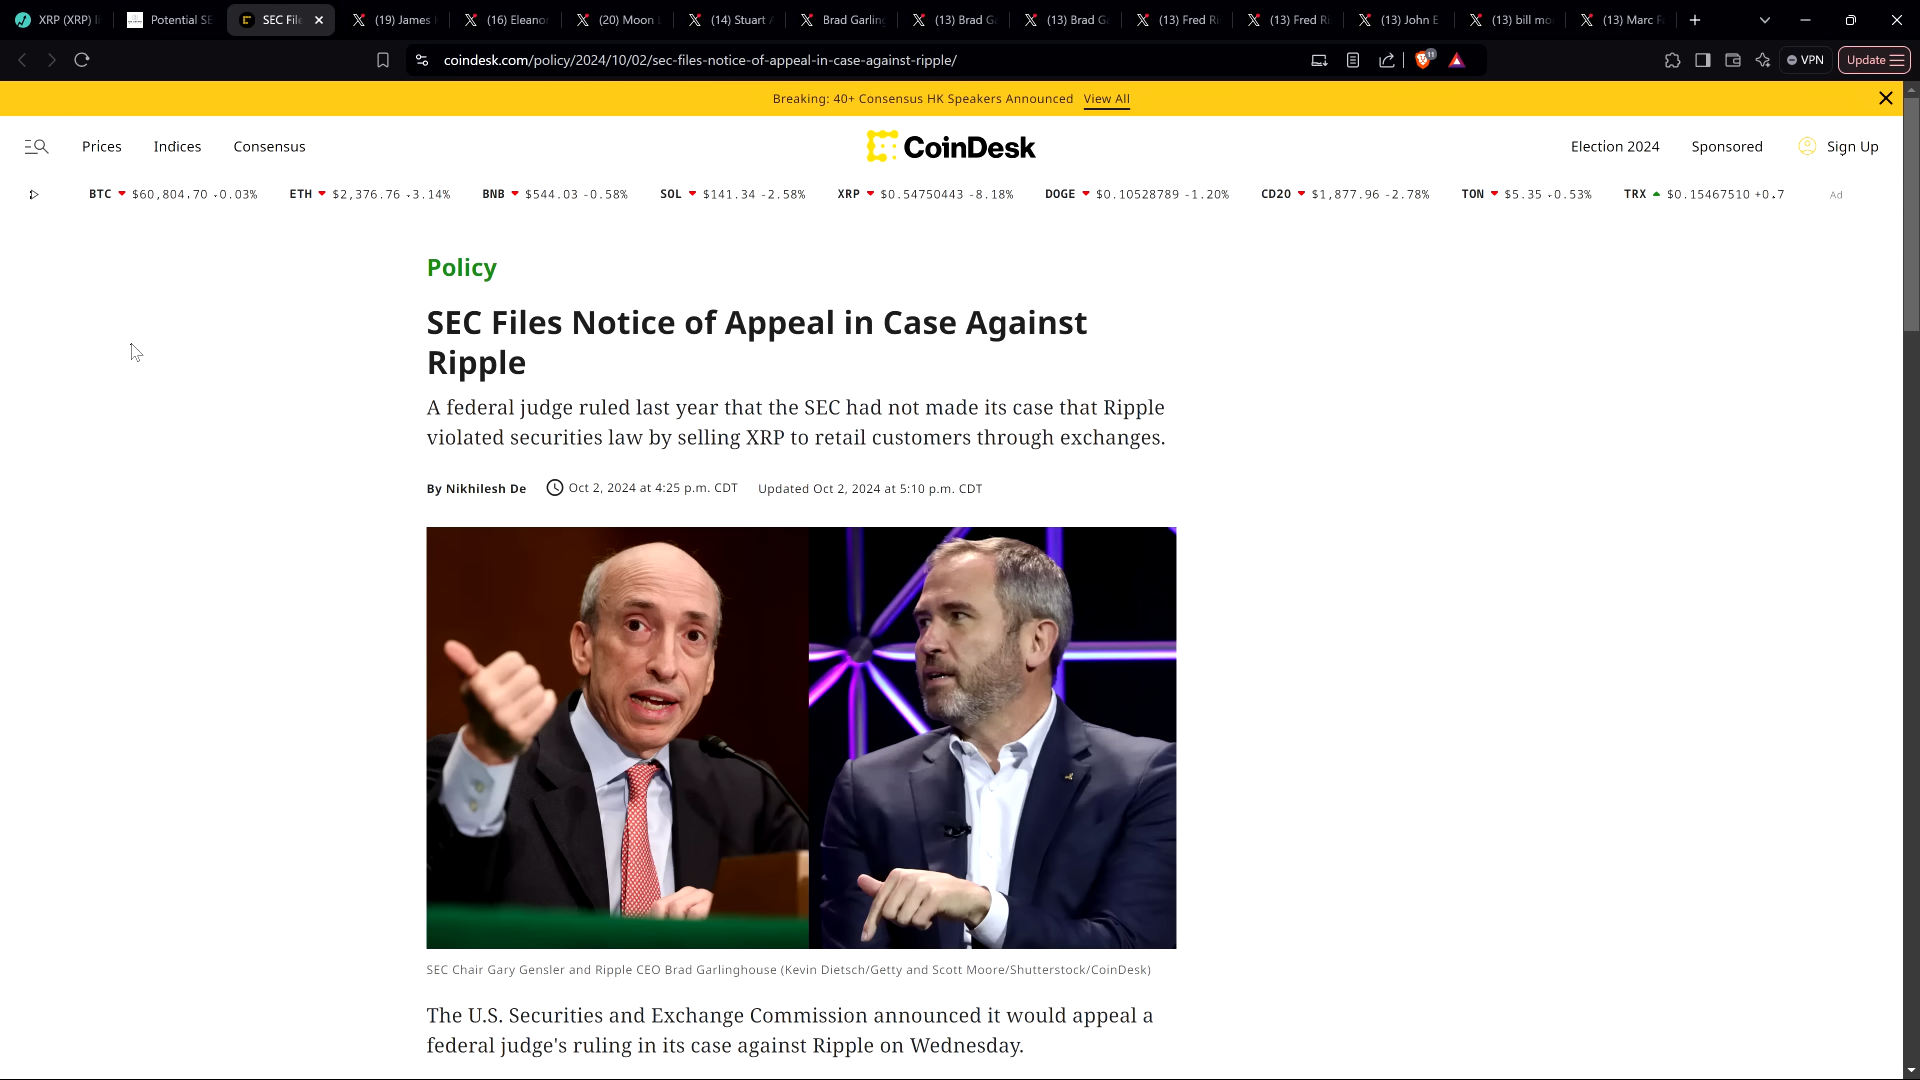 XRP (XRP) li
Potential SE
SEC File
(19) James
(16) Eleanor
(20) Moon
(14) Stuart A
Brad Garling
(13) Brad Ga
(13) Brad Ga
(13) Fred Ri
(13) Fred Ri
(13) John E
(13) bill mo
(13) Marc F
coindesk.com/policy/2024/10/02/sec-files-notice-of-appeal-in-case-against-ripple/
11
VPN
Update
Breaking: 40+ Consensus HK Speakers Announced View All
Prices Indices Consensus
CoinDesk
Election 2024 Sponsored Sign Up
BTC $60,804.70 -0.03% ETH $2,376.76 -3.14% BNB $544.03 -0.58% SOL $141.34 -2.58% XRP $0.54750443 -8.18% DOGE $0.10528789 -1.20% CD20 $1,877.96 -2.78% TON $5.35 -0.53% TRX $0.15467510 +0.7 Ad
Policy
SEC Files Notice of Appeal in Case Against
Ripple
A federal judge ruled last year that the SEC had not made its case that Ripple
violated securities law by selling XRP to retail customers through exchanges.
By Nikhilesh De Oct 2, 2024 at 4:25 p.m. CDT Updated Oct 2, 2024 at 5:10 p.m. CDT
SEC Chair Gary Gensler and Ripple CEO Brad Garlinghouse (Kevin Dietsch/Getty and Scott Moore/Shutterstock/CoinDesk)
The U.S. Securities and Exchange Commission announced it would appeal a
federal judge's ruling in its case against Ripple on Wednesday.